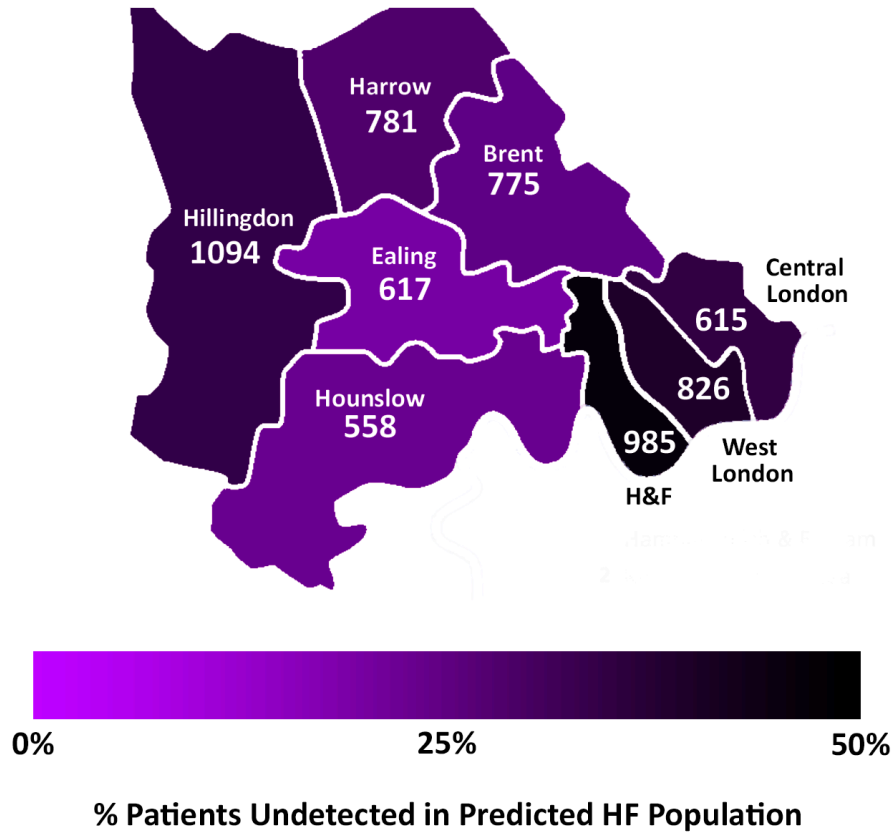 Harrow
781
Brent
775
Hillingdon
1094
Ealing
617
Central
London
615
Hounslow
558
826
985
West
London
H&F
0%
25%
50%
% Patients Undetected in Predicted HF Population